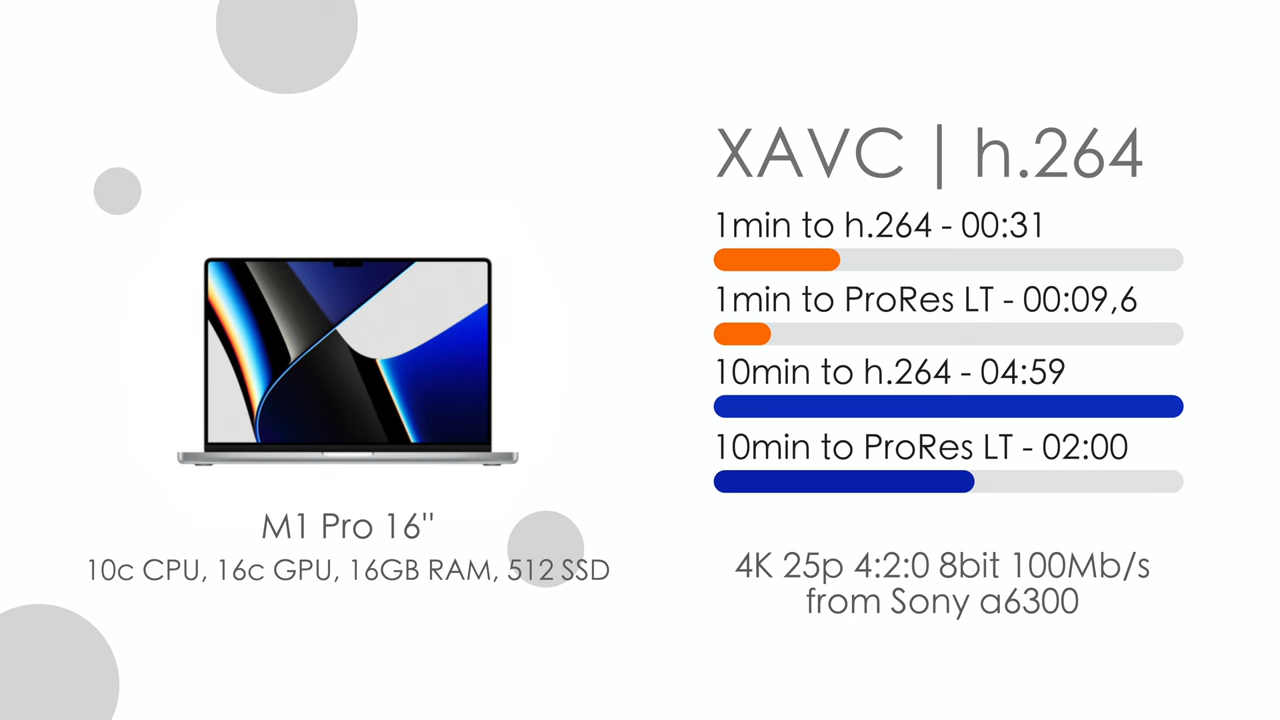 XAVC | h.264
1min to h.264 - 00:31
1min to ProRes LT - 00:09,6
10min to h.264 - 04:59
10min to ProRes LT - 02:00
M1 Pro 16"
10c CPU, 16c GPU, 16GB RAM, 512 SSD
4K 25p 4:2:0 8bit 100Mb/s
from Sony a6300